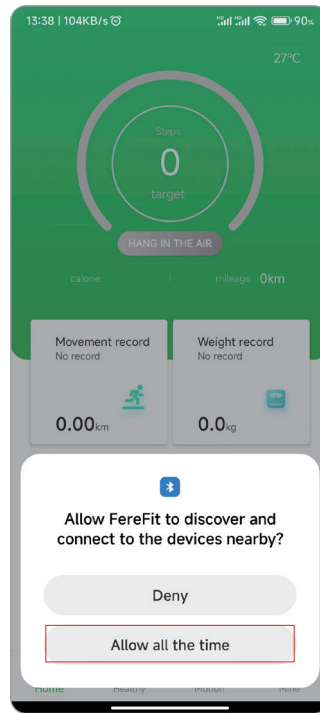 13:38 | 104KB/s
90%
27°C
Steps
0
target
HANG IN THE AIR
calorie
mileage 0km
Movement record
No record
0.00km
Weight record
No record
0.0kg
Allow FereFit to discover and
connect to the devices nearby?
Deny
Allow all the time
Home Healthy Motion Mine